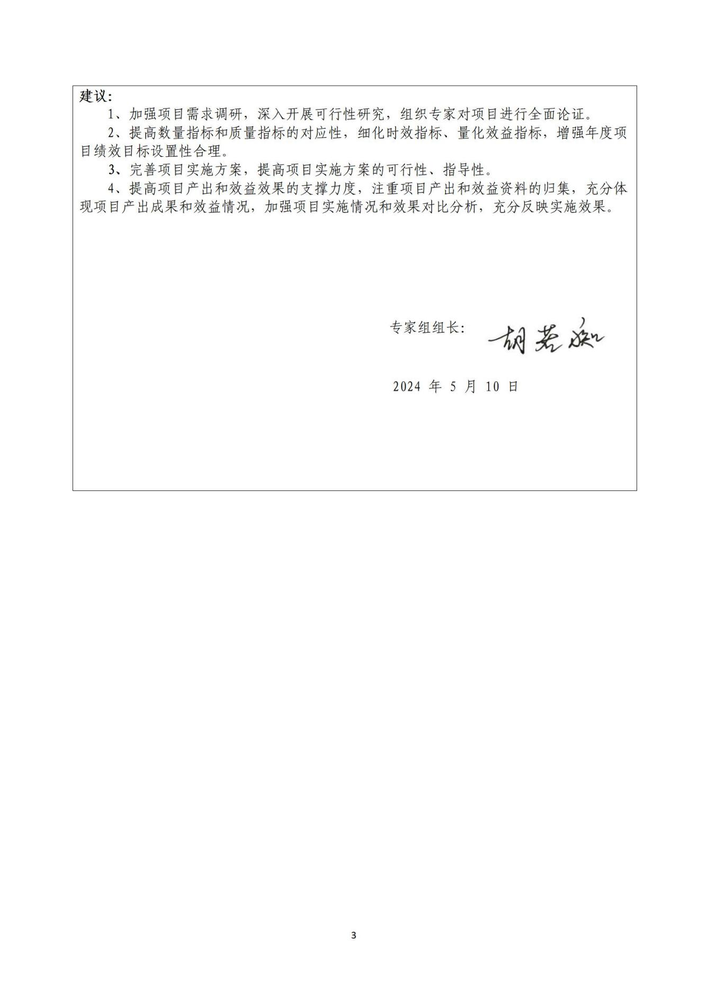 建议：
1、加强项目需求调研，深入开展可行性研究，组织专家对项目进行全面论证。
2、提高数量指标和质量指标的对应性，细化时效指标、量化效益指标，增强年度项
目绩效目标设置性合理。
3、完善项目实施方案，提高项目实施方案的可行性、指导性。
4、提高项目产出和效益效果的支撑力度，注重项目产出和效益资料的归集，充分体
现项目产出成果和效益情况，加强项目实施情况和效果对比分析，充分反映实施效果。
专家组组长： 胡若
2024 年 5 月 10 日
3